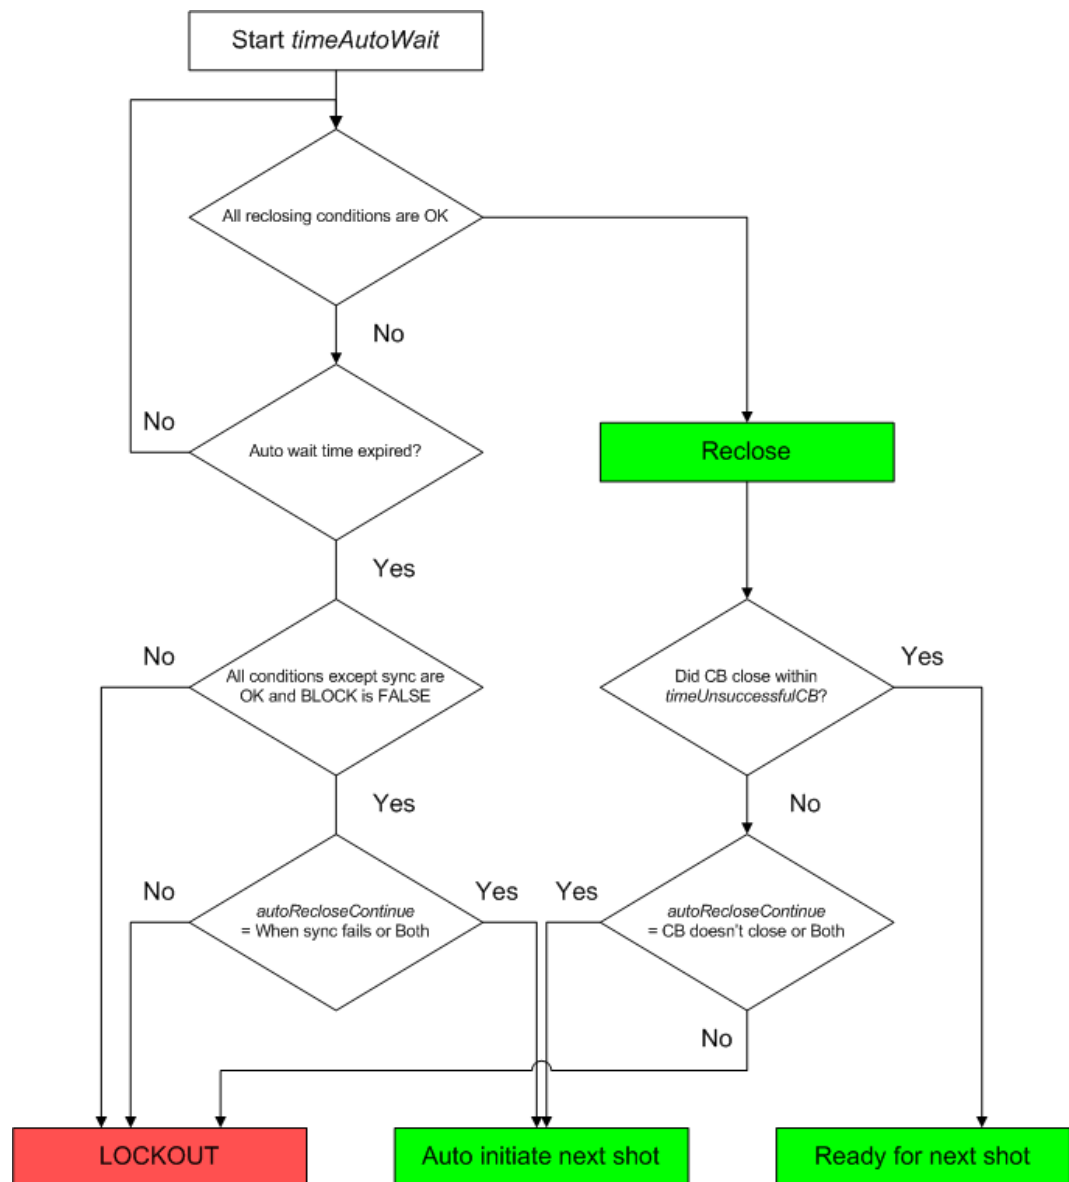 Start timeAutoWait
All reclosing conditions are OK
No
No
Auto wait time expired?
Reclose
Yes
No
All conditions except sync are
OK and BLOCK is FALSE
Did CB close within
timeUnsuccessfulCB?
Yes
Yes
No
No
autoRecloseContinue
= When sync fails or Both
Yes
Yes
autoRecloseContinue
= CB doesn't close or Both
No
LOCKOUT
Auto initiate next shot
Ready for next shot